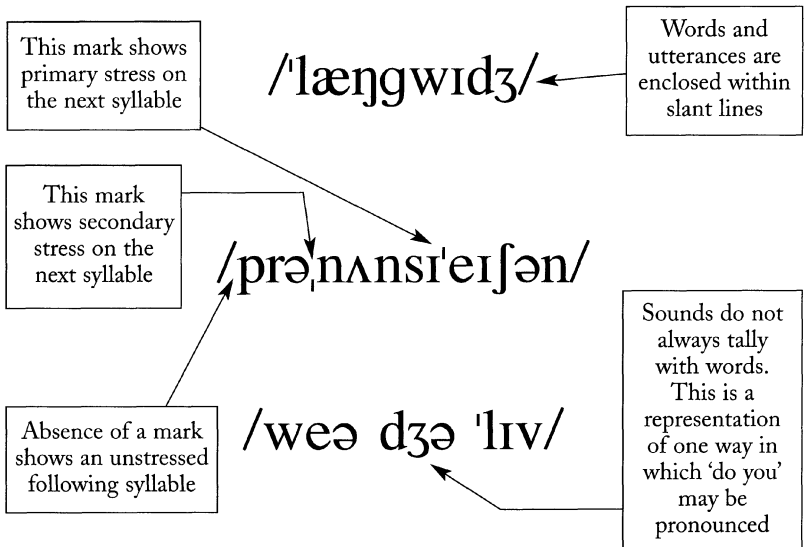 This mark shows
primary stress on
the next syllable
/ˈlæŋgwɪdʒ/
Words and
utterances are
enclosed within
slant lines
This mark
shows secondary
stress on the
next syllable
/prəˌnʌnsɪˈeɪʃən/
Absence of a mark
shows an unstressed
following syllable
/weə dʒə ˈlɪv/
Sounds do not
always tally
with words.
This is a
representation
of one way in
which ‘do you’
may be
pronounced